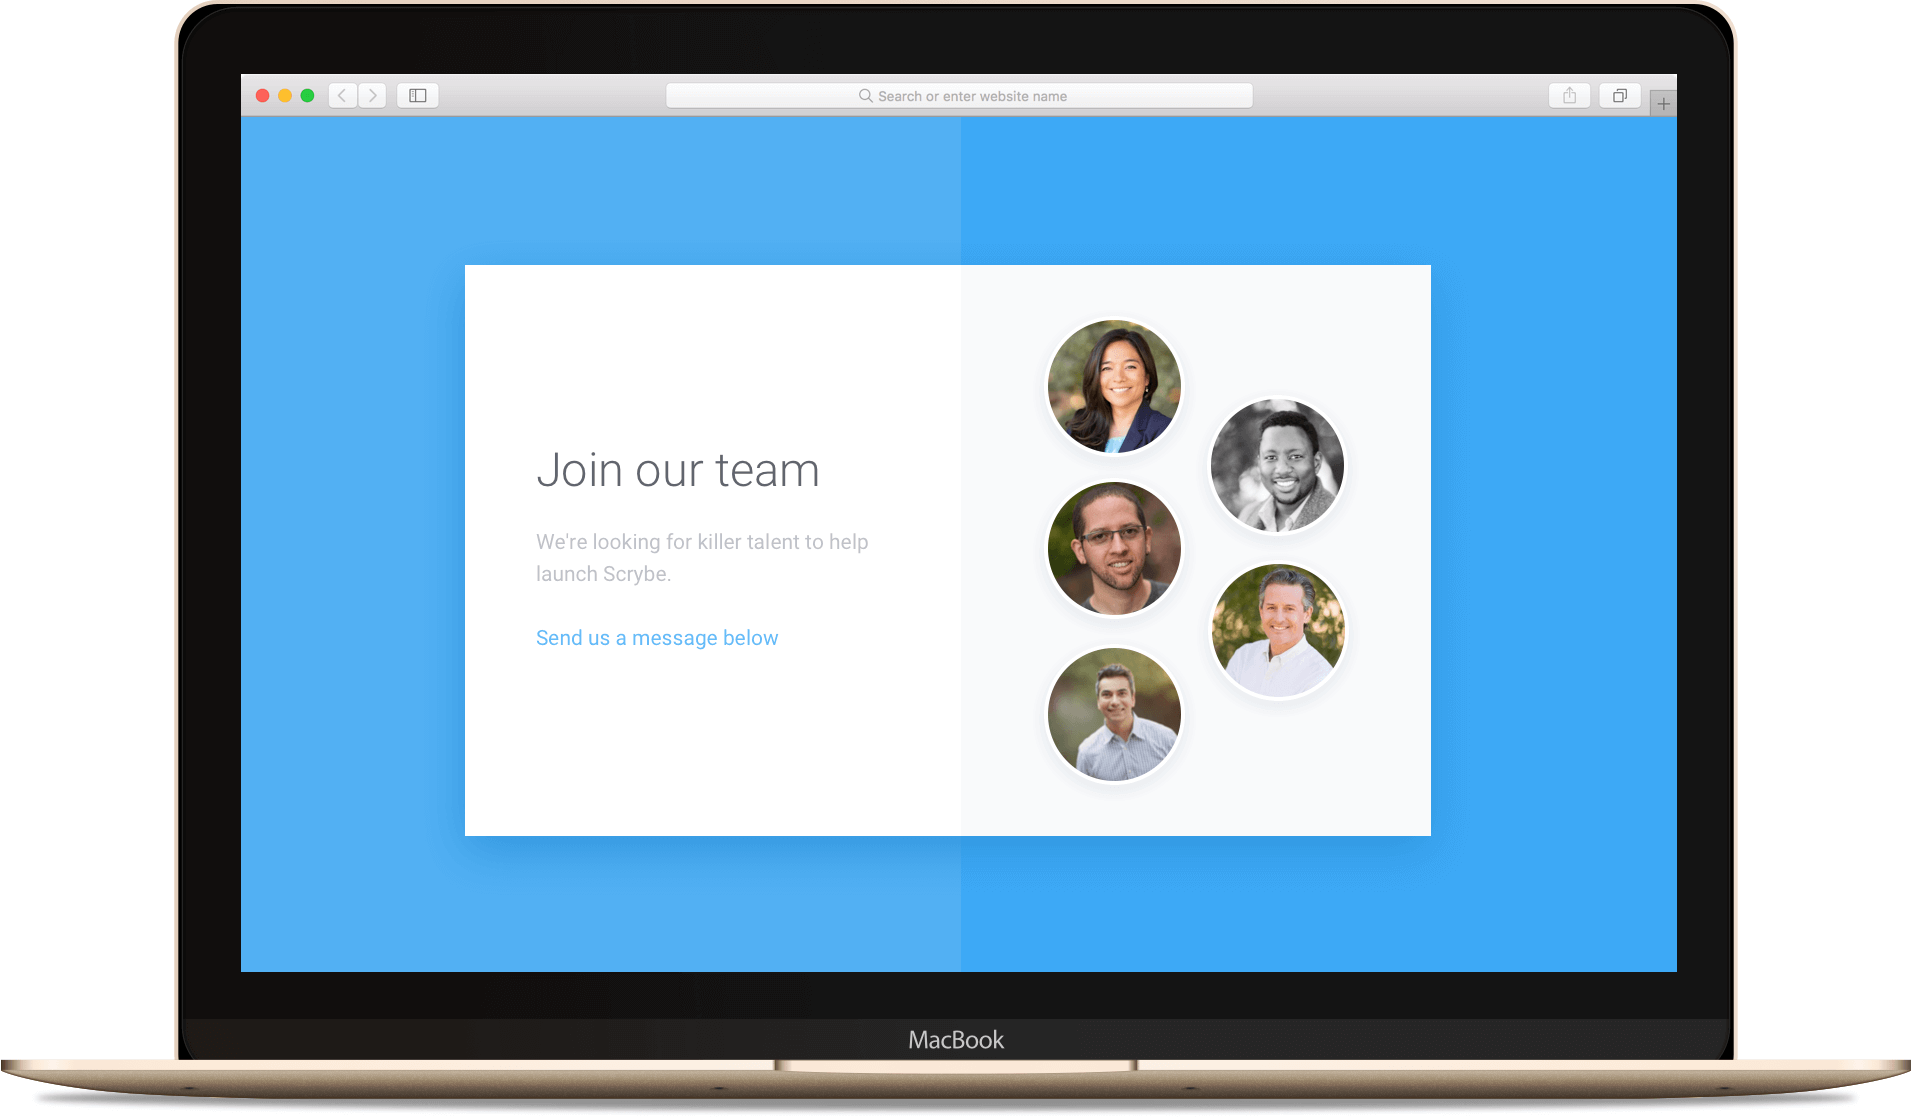 Search or enter website name
Join our team
We're looking for killer talent to help
launch Scrybe.
Send us a message below
MacBook